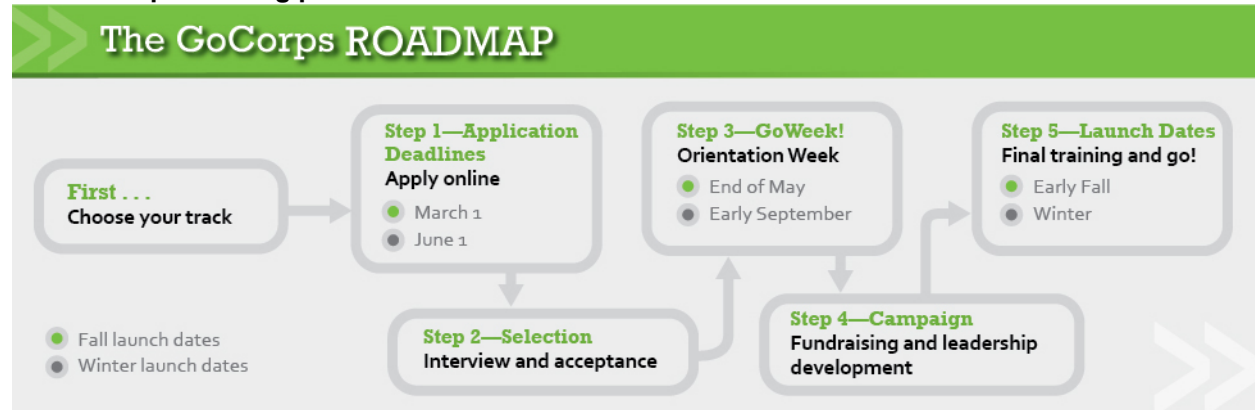 The GoCorps ROADMAP
First . . .
Choose your track
Step 1—Application
Deadlines
Apply online
March 1
June 1
Step 2—Selection
Interview and acceptance
Step 3—GoWeek!
Orientation Week
End of May
Early September
Step 4—Campaign
Fundraising and leadership
development
Step 5—Launch Dates
Final training and go!
Early Fall
Winter
Fall launch dates
Winter launch dates